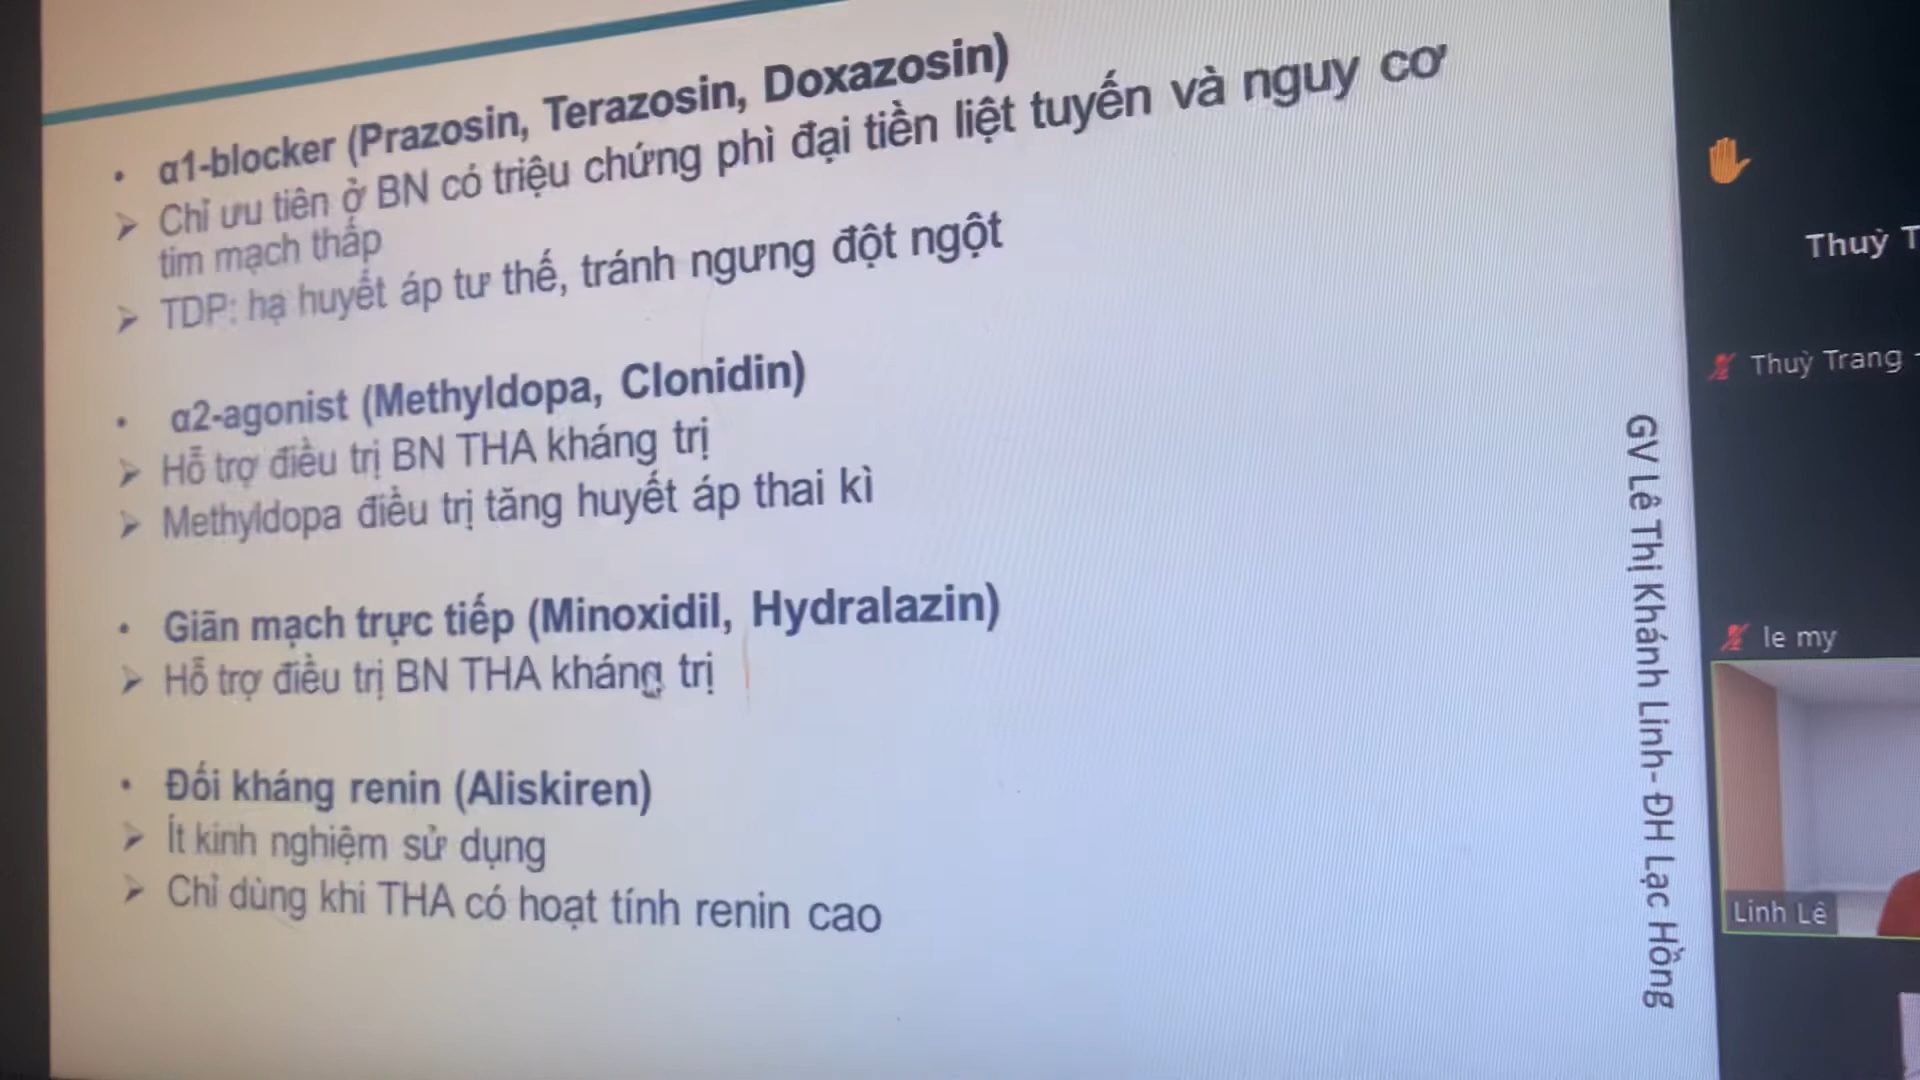 • α1-blocker (Prazosin, Terazosin, Doxazosin)
➢ Chỉ ưu tiên ở BN có triệu chứng phì đại tiền liệt tuyến và nguy cơ
tim mạch thấp
➢ TDP: hạ huyết áp tư thế, tránh ngưng đột ngột
• α2-agonist (Methyldopa, Clonidin)
➢ Hỗ trợ điều trị BN THA kháng trị
➢ Methyldopa điều trị tăng huyết áp thai kì
• Giãn mạch trực tiếp (Minoxidil, Hydralazin)
➢ Hỗ trợ điều trị BN THA kháng trị
• Đối kháng renin (Aliskiren)
➢ Ít kinh nghiệm sử dụng
➢ Chỉ dùng khi THA có hoạt tính renin cao
GV Lê Thị Khánh Linh- ĐH Lạc Hồng
Thuỳ T
Thuỳ Trang -
le my
Linh Lê